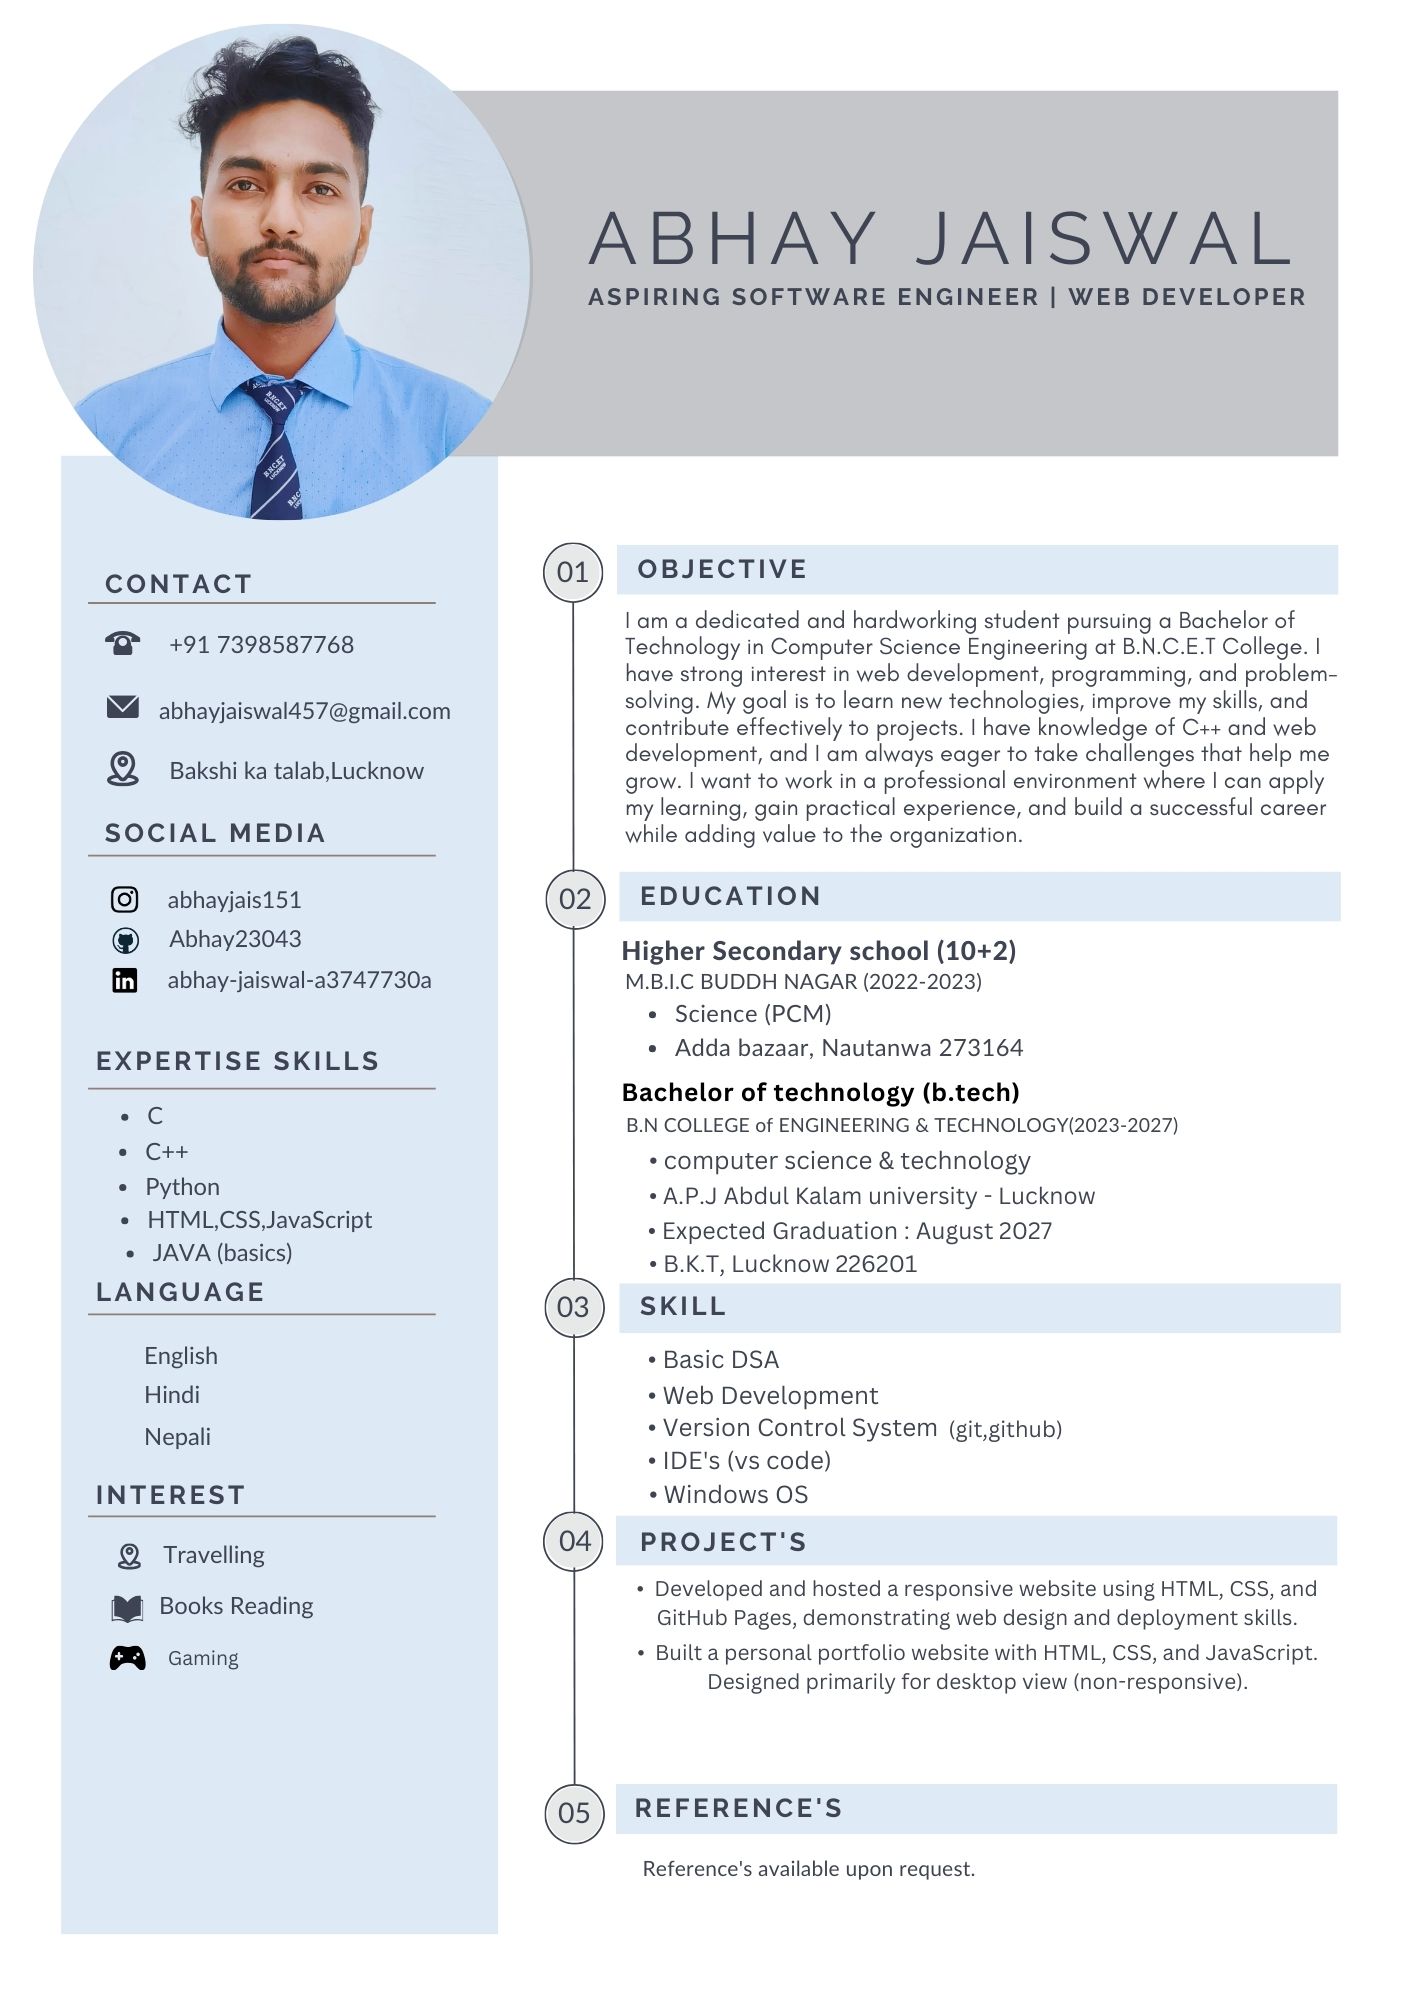 ABHAY JAISWAL
ASPIRING SOFTWARE ENGINEER | WEB DEVELOPER
BNCET
LUCKNOW
B.N.C.E.T
LUCKNOW
CONTACT
+91 7398587768
abhayjaiswal457@gmail.com
Bakshi ka talab,Lucknow
SOCIAL MEDIA
abhayjais151
Abhay23043
abhay-jaiswal-a3747730a
EXPERTISE SKILLS
• C
• C++
• Python
• HTML,CSS,JavaScript
• JAVA (basics)
LANGUAGE
English
Hindi
Nepali
INTEREST
Travelling
Books Reading
Gaming
01 OBJECTIVE
I am a dedicated and hardworking student pursuing a Bachelor of
Technology in Computer Science Engineering at B.N.C.E.T College. I
have strong interest in web development, programming, and problem-
solving. My goal is to learn new technologies, improve my skills, and
contribute effectively to projects. I have knowledge of C++ and web
development, and I am always eager to take challenges that help me
grow. I want to work in a professional environment where I can apply
my learning, gain practical experience, and build a successful career
while adding value to the organization.
02 EDUCATION
Higher Secondary school (10+2)
M.B.I.C BUDDH NAGAR (2022-2023)
• Science (PCM)
• Adda bazaar, Nautanwa 273164
Bachelor of technology (b.tech)
B.N COLLEGE of ENGINEERING & TECHNOLOGY(2023-2027)
• computer science & technology
• A.P.J Abdul Kalam university - Lucknow
• Expected Graduation : August 2027
• B.K.T, Lucknow 226201
03 SKILL
• Basic DSA
• Web Development
• Version Control System (git,github)
• IDE's (vs code)
• Windows OS
04 PROJECT'S
• Developed and hosted a responsive website using HTML, CSS, and
GitHub Pages, demonstrating web design and deployment skills.
• Built a personal portfolio website with HTML, CSS, and JavaScript.
Designed primarily for desktop view (non-responsive).
05 REFERENCE'S
Reference's available upon request.